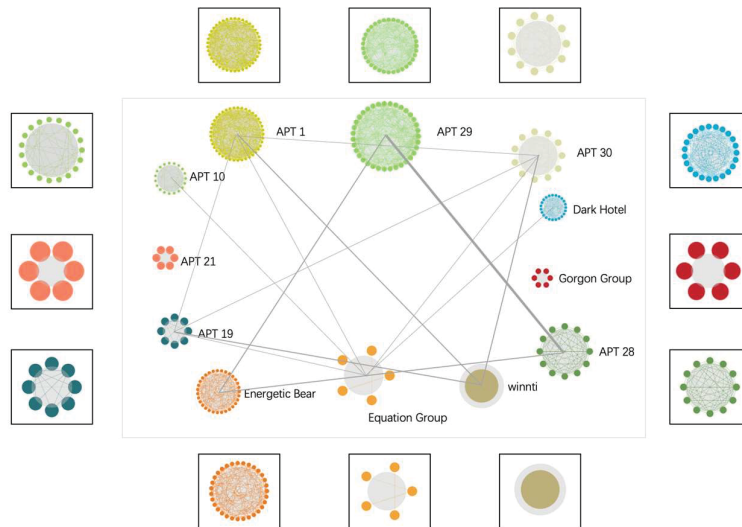 APT 1
APT 29
APT 30
APT 10
Dark Hotel
APT 21
Gorgon Group
APT 19
APT 28
Energetic Bear
winnti
Equation Group